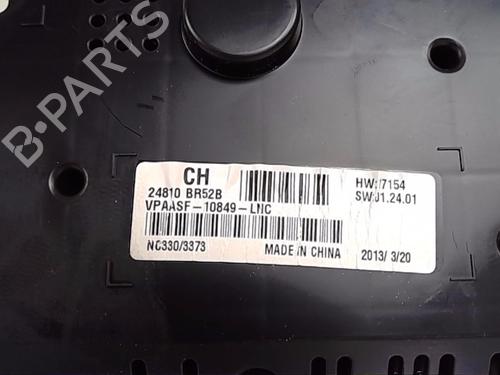 B-PARTS
CH
24810 BR52B
VPAASF-10849-LNC
HW:/7154
SW:J1.24.01
NC330/3373
MADE IN CHINA
2013/ 3/20